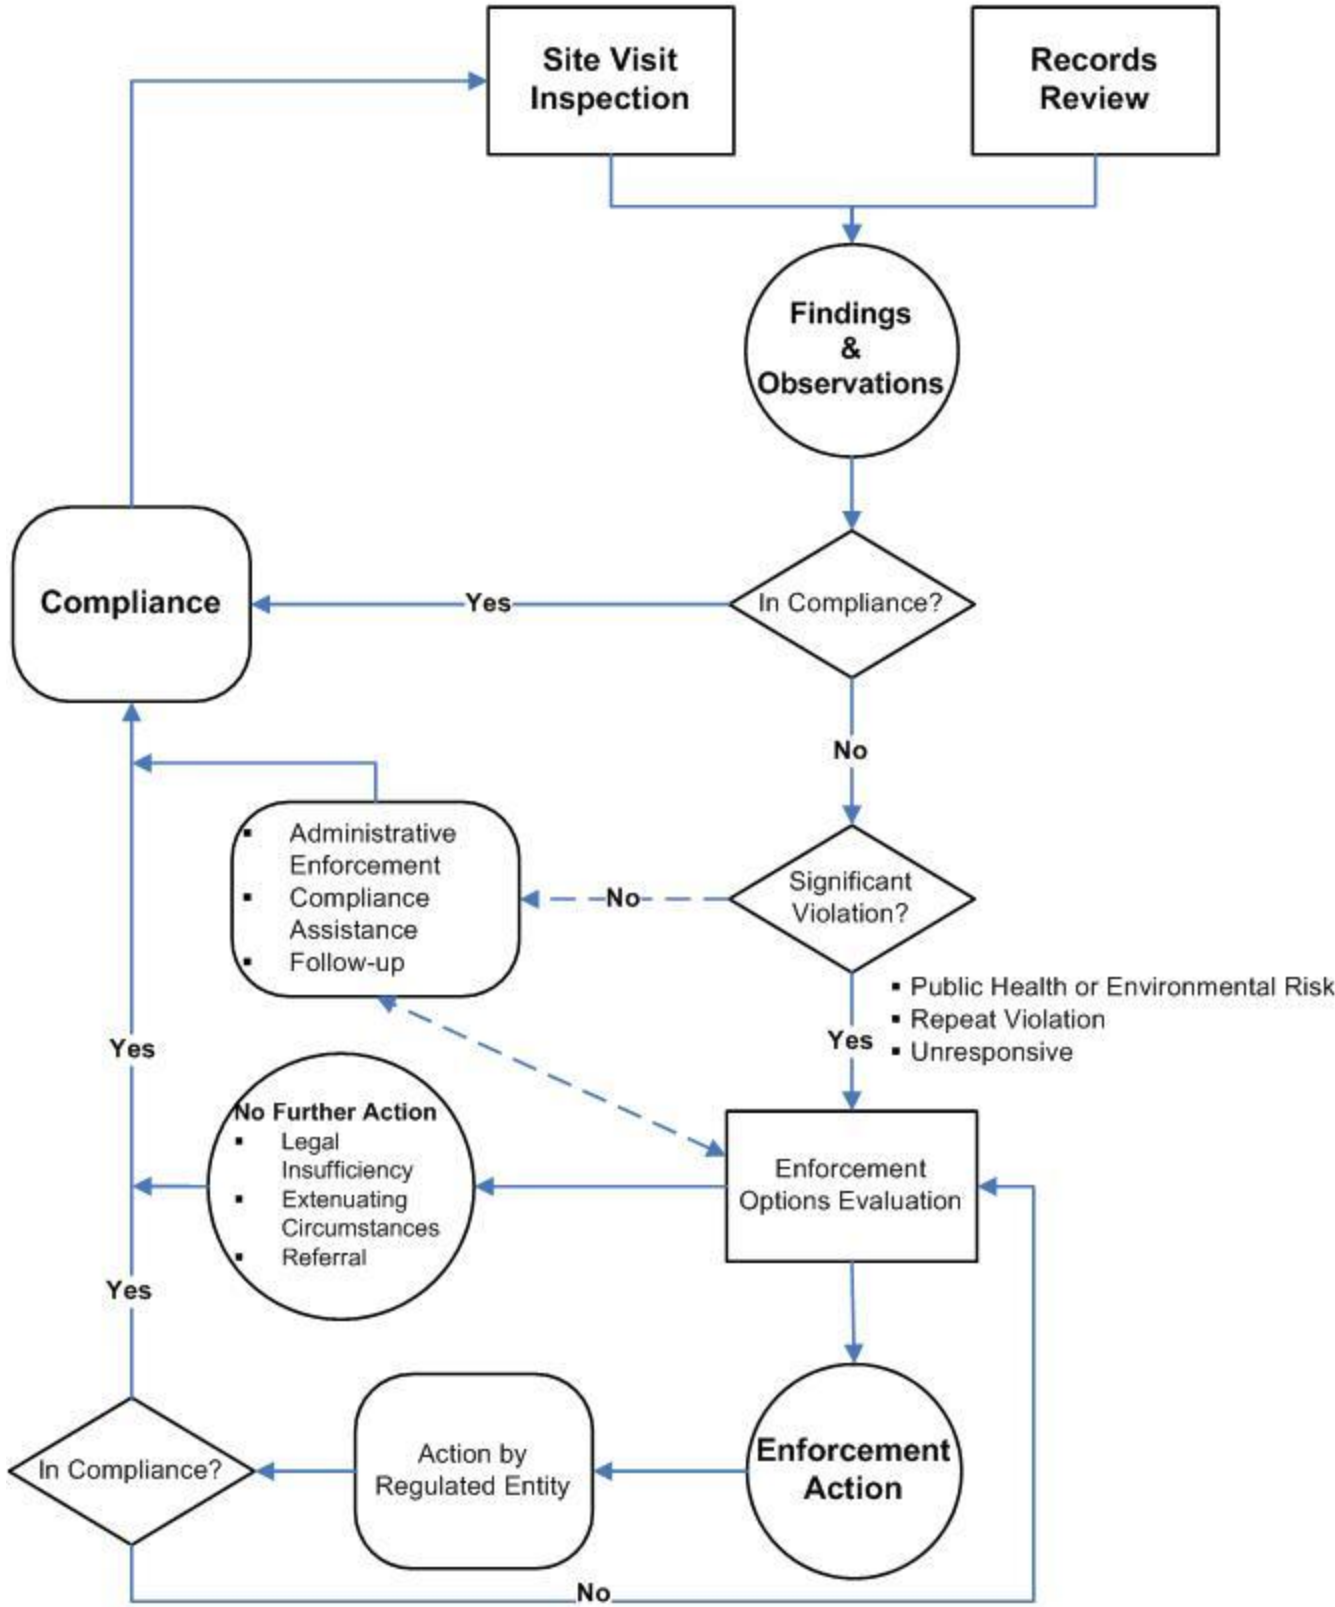 Site Visit
Inspection
Records
Review
Findings
&
Observations
In Compliance?
Yes
Compliance
No
Significant
Violation?
No
▪ Administrative
Enforcement
▪ Compliance
Assistance
▪ Follow-up
Yes
▪ Public Health or Environmental Risk
▪ Repeat Violation
▪ Unresponsive
Yes
No Further Action
▪ Legal
Insufficiency
▪ Extenuating
Circumstances
▪ Referral
Enforcement
Options Evaluation
Yes
Enforcement
Action
Action by
Regulated Entity
In Compliance?
No